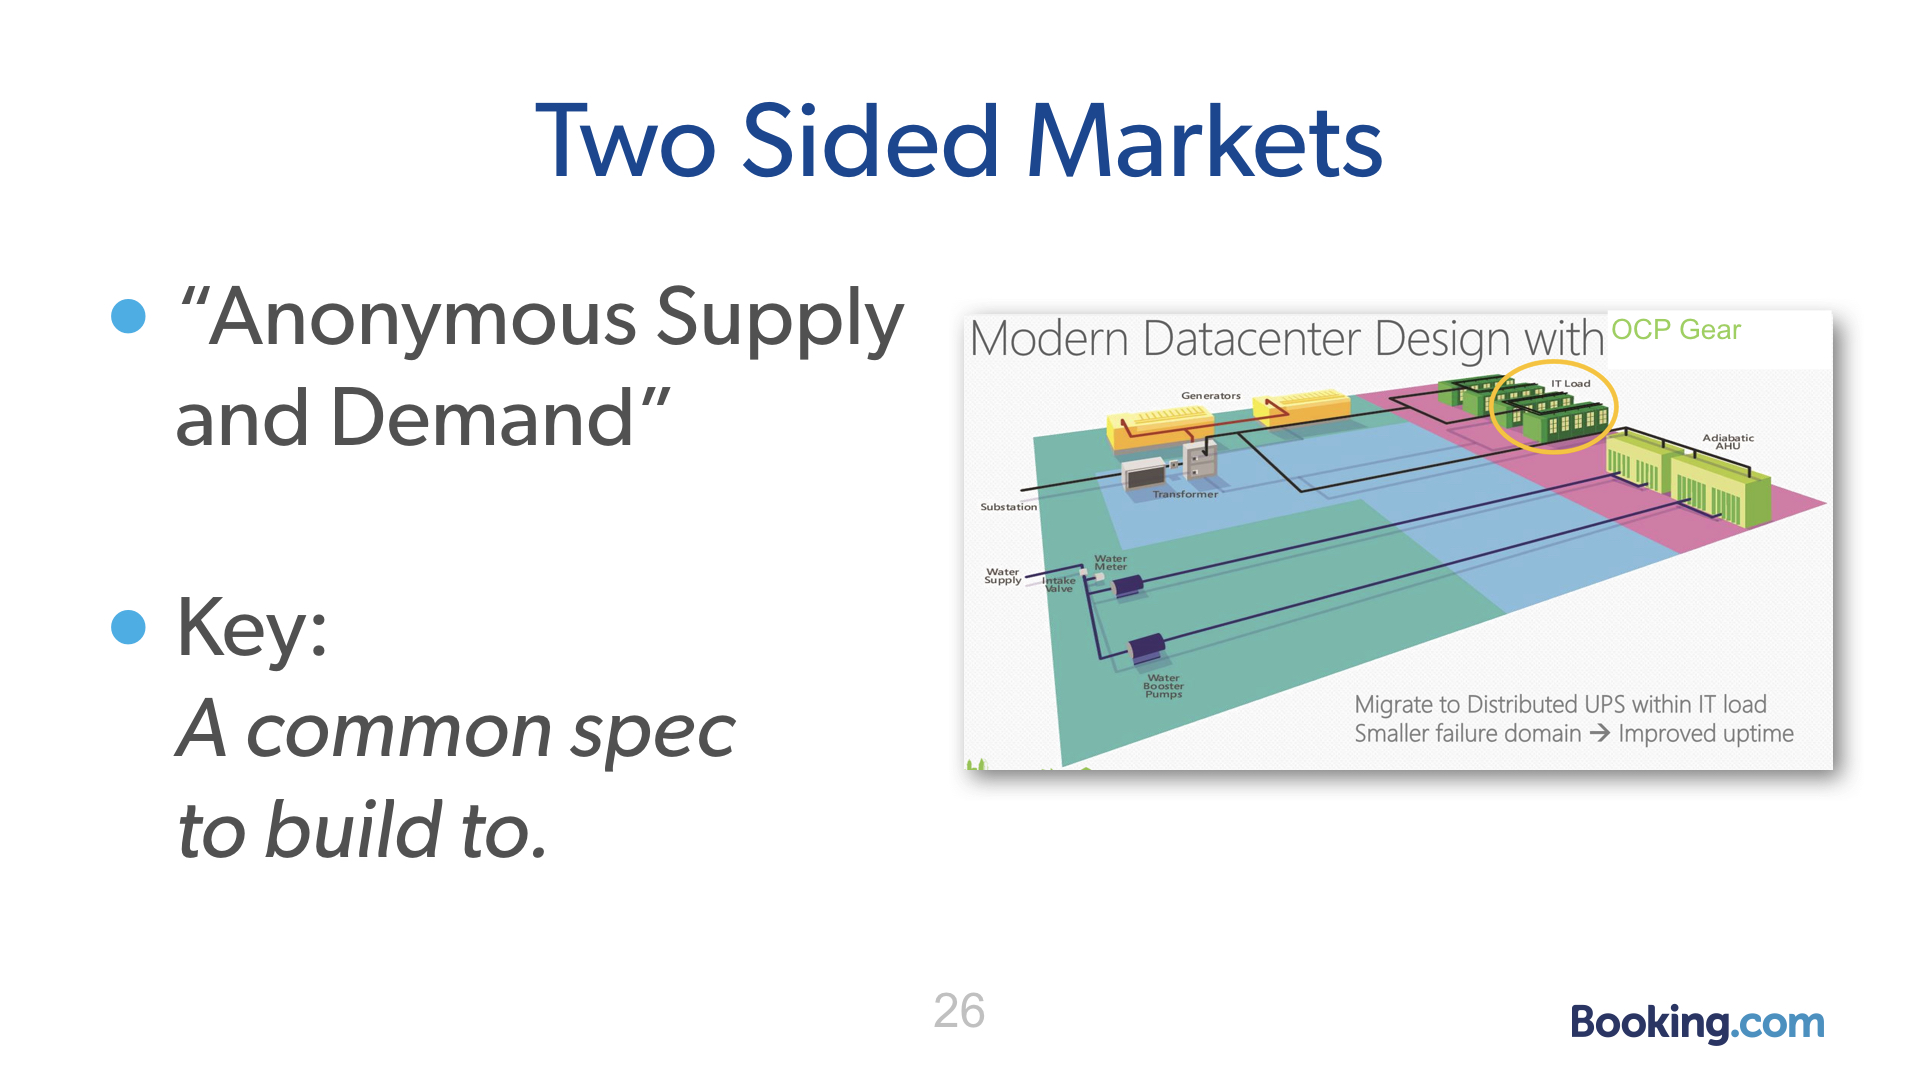 Two Sided Markets
“Anonymous Supply
and Demand”
Key:
A common spec
to build to.
Modern Datacenter Design with OCP Gear
IT Load
Generators
Adiabatic
AHU
Transformer
Substation
Water
Meter
Water
Supply
Intake
Valve
Water
Booster
Pumps
Migrate to Distributed UPS within IT load
Smaller failure domain → Improved uptime
26
Booking.com